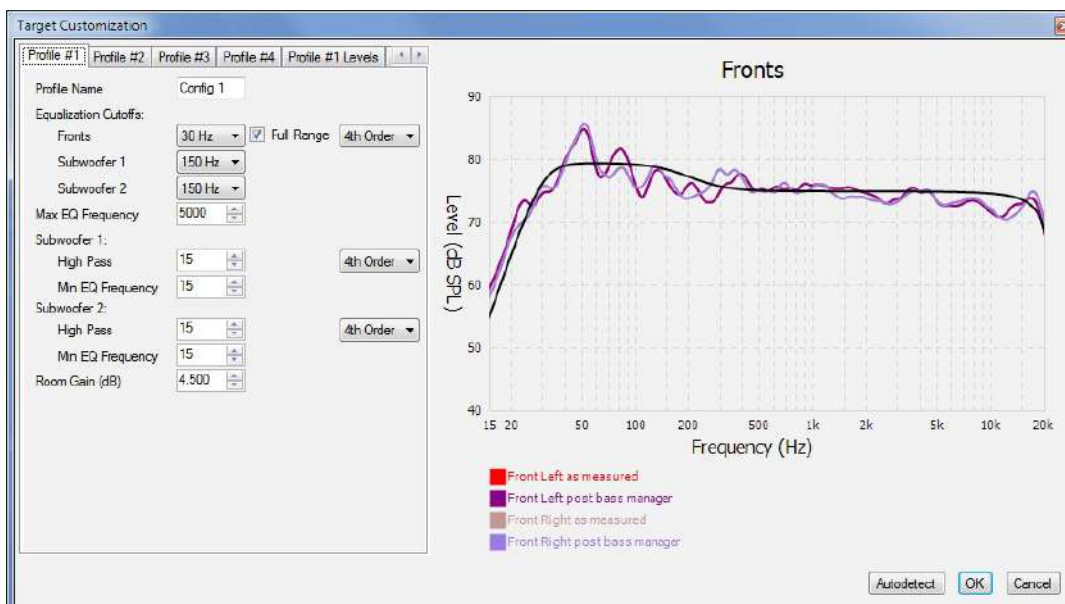 Target Customization
Profile #1 Profile #2 Profile #3 Profile #4 Profile #1 Levels
Profile Name Config 1
Equalization Cutoffs:
Fronts 30 Hz Full Range 4th Order
Subwoofer 1 150 Hz
Subwoofer 2 150 Hz
Max EQ Frequency 5000
Subwoofer 1:
High Pass 15 4th Order
Min EQ Frequency 15
Subwoofer 2:
High Pass 15 4th Order
Min EQ Frequency 15
Room Gain (dB) 4.500
Fronts
90
80
70
60
50
40
Level (dB SPL)
15 20 50 100 200 500 1k 2k 5k 10k 20k
Frequency (Hz)
Front Left as measured
Front Left post bass manager
Front Right as measured
Front Right post bass manager
Autodetect OK Cancel